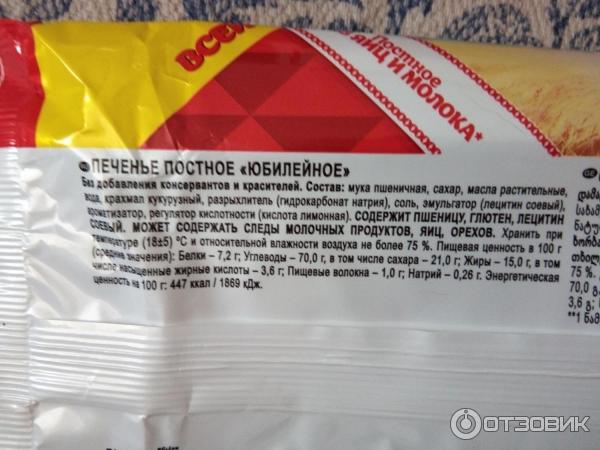 ВСЕМ
ПОСТНОЕ
ЯИЦ И МОЛОКА*
ПЕЧЕНЬЕ ПОСТНОЕ «ЮБИЛЕЙНОЕ»
Без добавления консервантов и красителей. Состав: мука пшеничная, сахар, масла растительные,
вода, крахмал кукурузный, разрыхлитель (гидрокарбонат натрия), соль, эмульгатор (лецитин соевый),
ароматизатор, регулятор кислотности (кислота лимонная). СОДЕРЖИТ ПШЕНИЦУ, ГЛЮТЕН, ЛЕЦИТИН
СОЕВЫЙ. МОЖЕТ СОДЕРЖАТЬ СЛЕДЫ МОЛОЧНЫХ ПРОДУКТОВ, ЯИЦ, ОРЕХОВ. Хранить при
температуре (18±5) °С и относительной влажности воздуха не более 75 %. Пищевая ценность в 100 г
(средние значения): Белки – 7,2 г; Углеводы – 70,0 г, в том числе сахара – 21,0 г; Жиры – 15,0 г, в том
числе насыщенные жирные кислоты – 3,6 г; Пищевые волокна – 1,0 г; Натрий – 0,26 г. Энергетическая
ценность на 100 г: 447 ккал / 1869 кДж.
GE
75 %.
70,0 გ
3,6 გ;
ОТЗОВИК